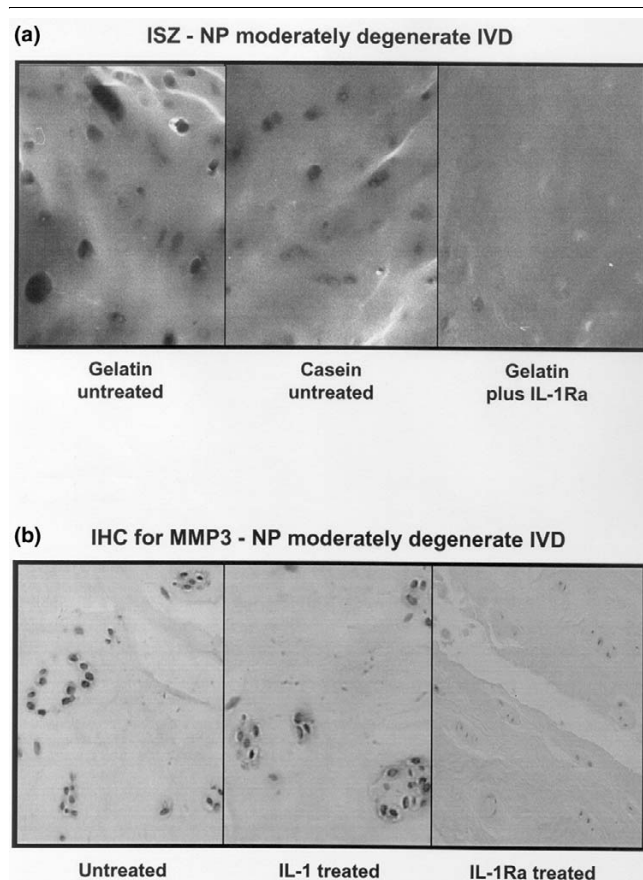 (a) ISZ - NP moderately degenerate IVD
Gelatin
untreated
Casein
untreated
Gelatin
plus IL-1Ra
(b) IHC for MMP3 - NP moderately degenerate IVD
Untreated
IL-1 treated
IL-1Ra treated